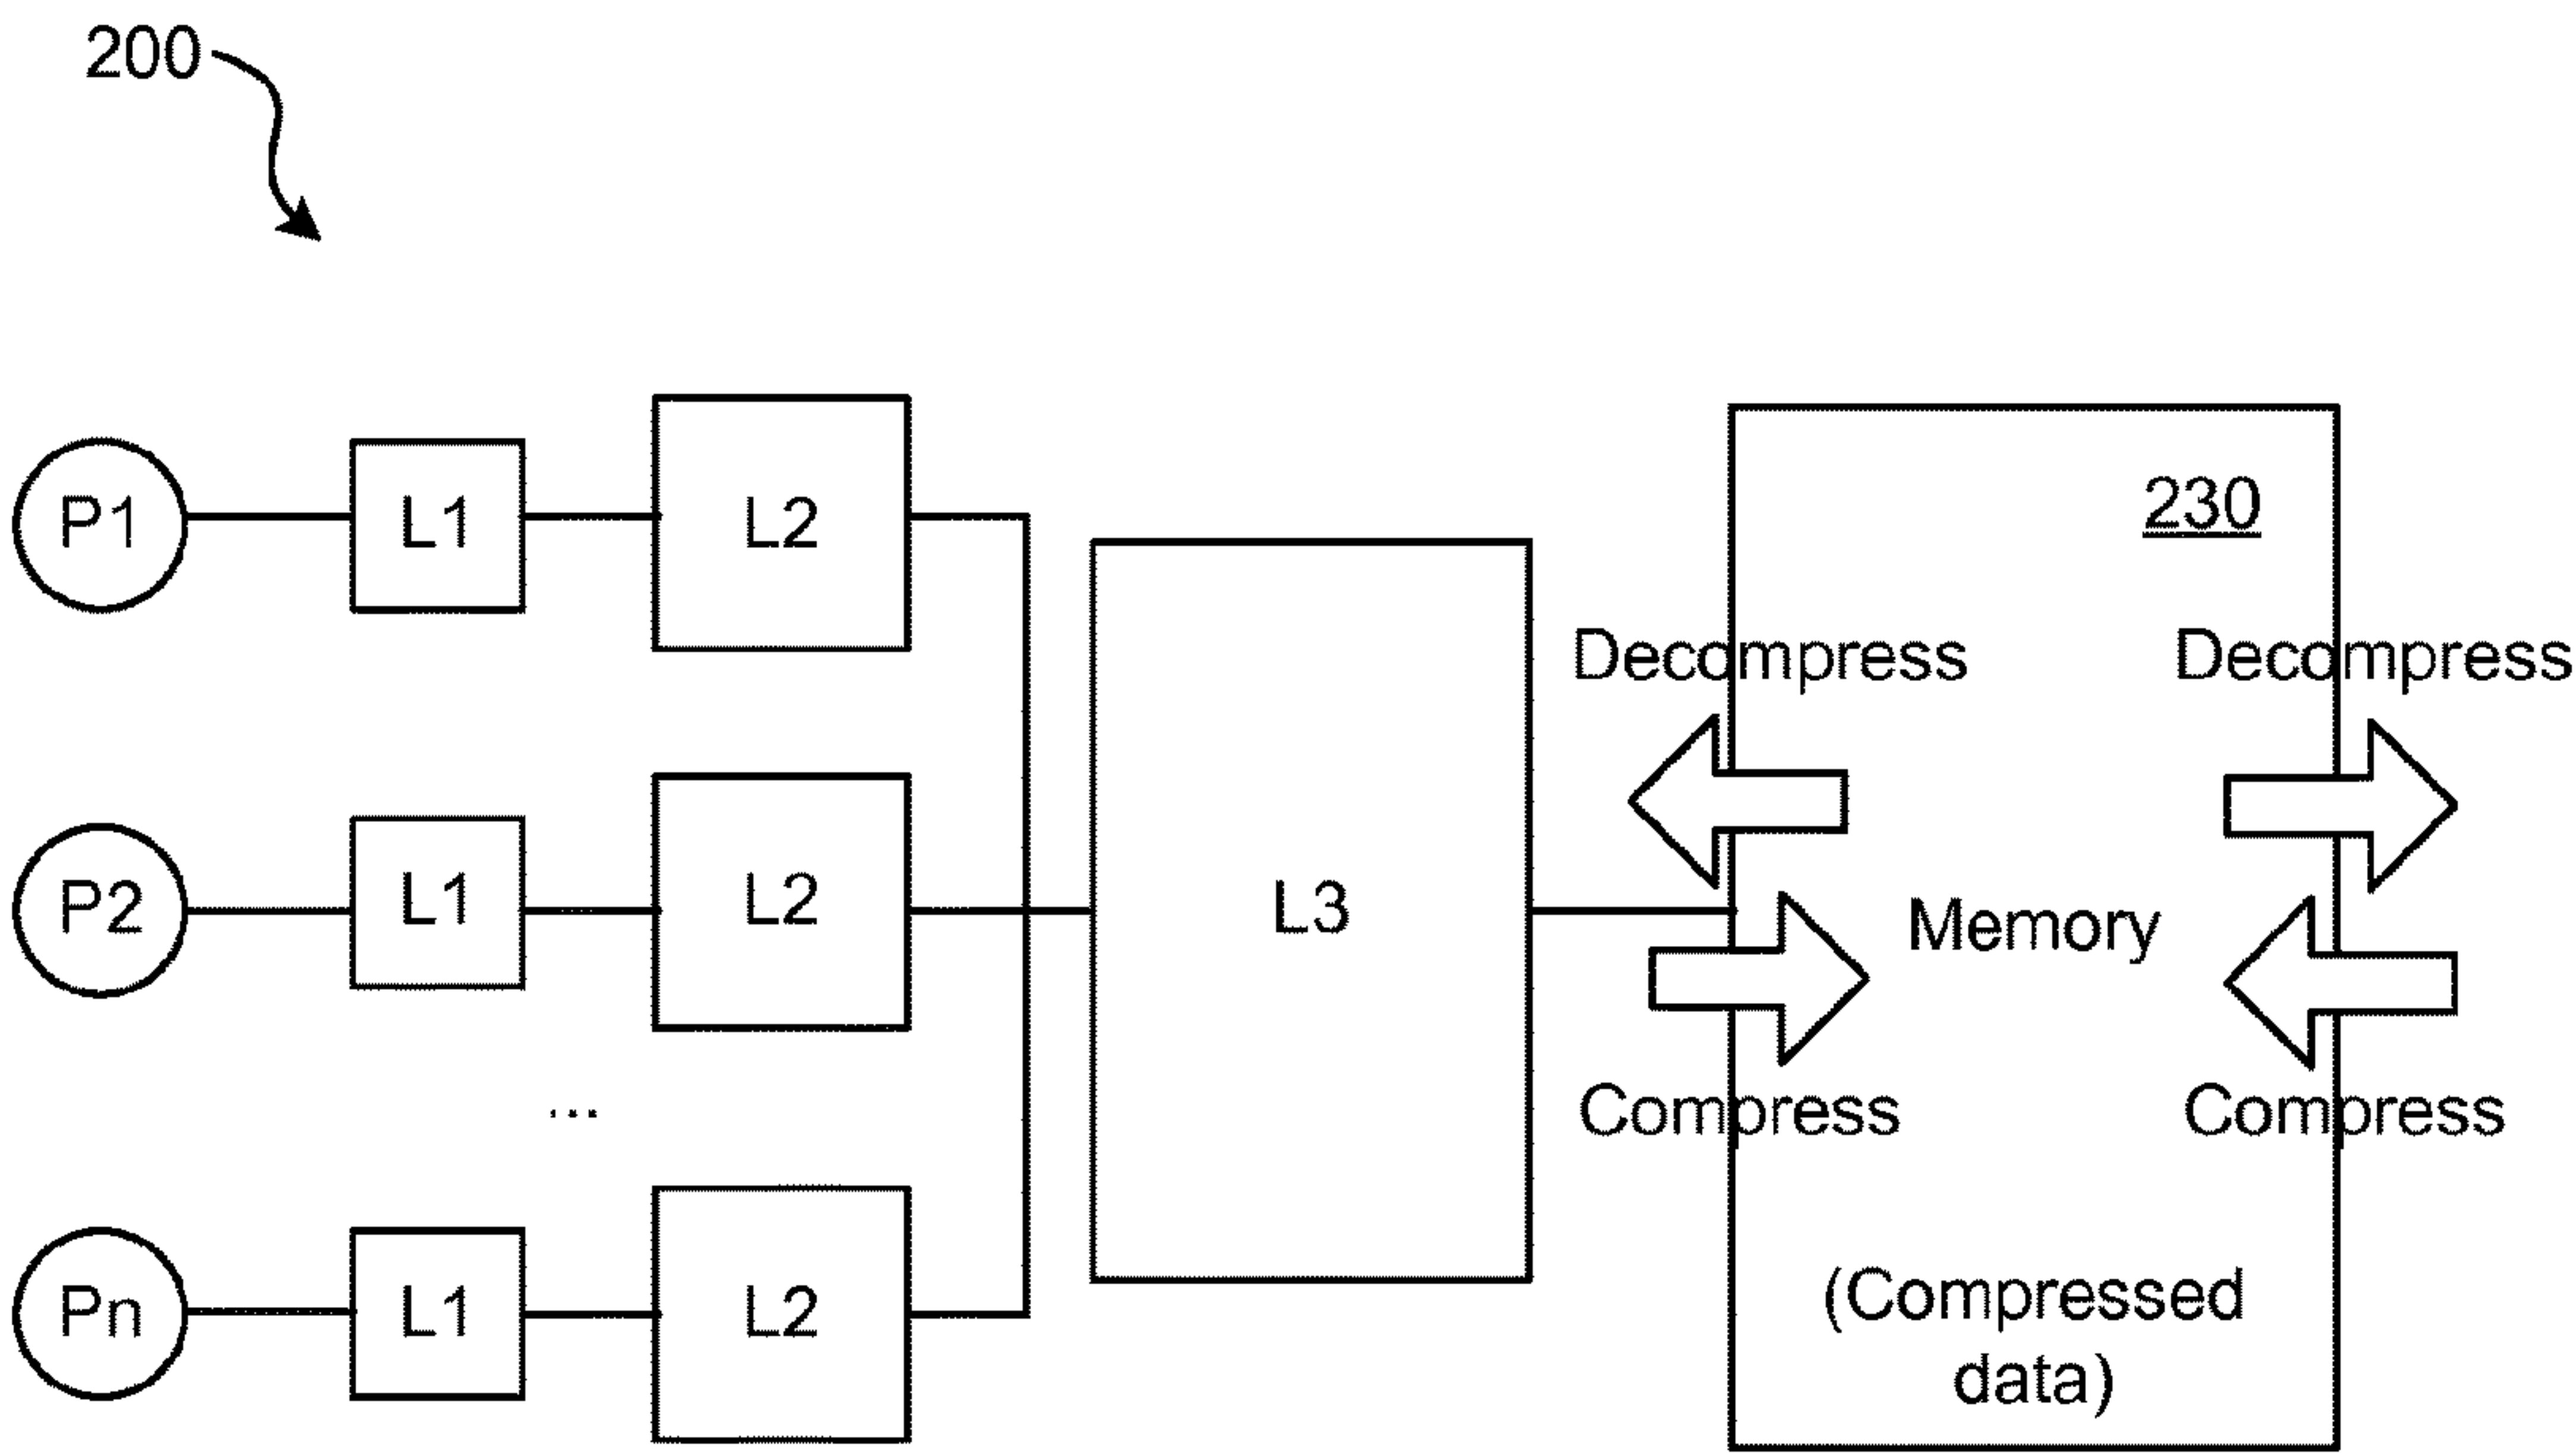 200
P1
L1
L2
230
Decompress
Decompress
P2
L1
L2
L3
Memory
Compress
Compress
...
Pn
L1
L2
(Compressed
data)